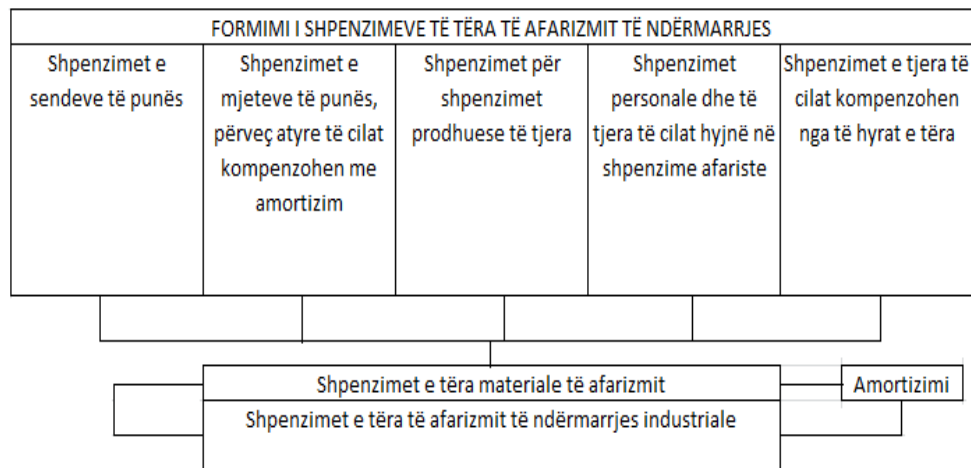 FORMIMI I SHPENZIMEVE TË TËRA TË AFARIZMIT TË NDËRMARRJES
Shpenzimet e
sendeve të punës
Shpenzimet e
mjeteve të punës,
përveç atyre të cilat
kompenzohen me
amortizim
Shpenzimet për
shpenzimet
prodhuese të tjera
Shpenzimet
personale dhe të
tjera të cilat hyjnë në
shpenzime afariste
Shpenzimet e tjera të
cilat kompenzohen
nga të hyrat e tëra
Shpenzimet e tëra materiale të afarizmit
Amortizimi
Shpenzimet e tëra të afarizmit të ndërmarrjes industriale